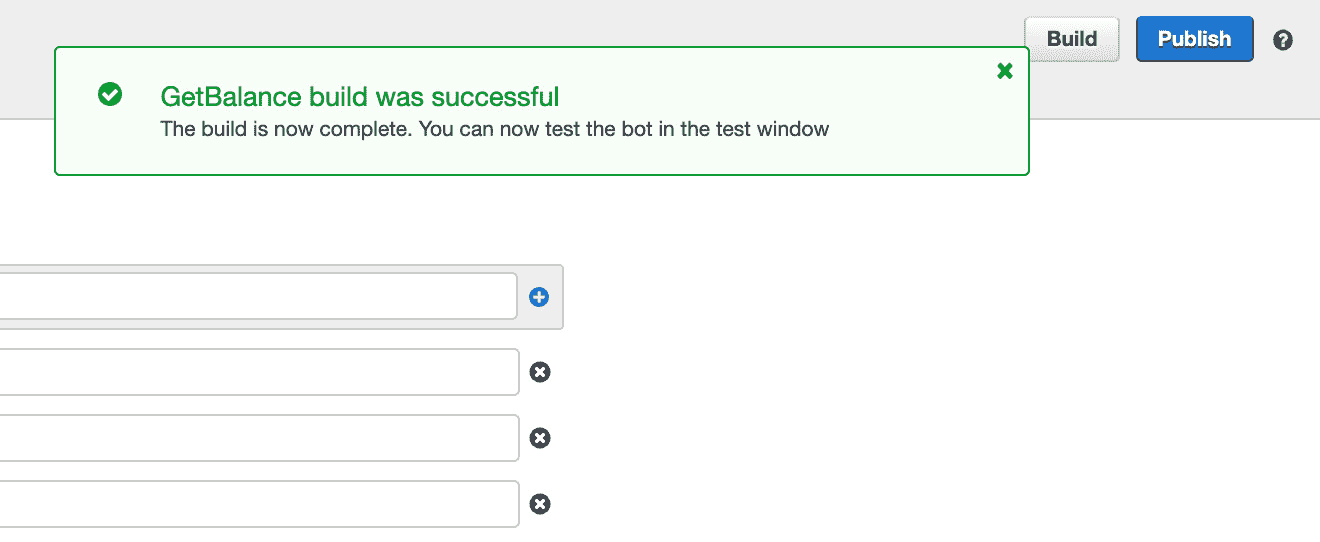 Build
Publish
?
GetBalance build was successful
The build is now complete. You can now test the bot in the test window